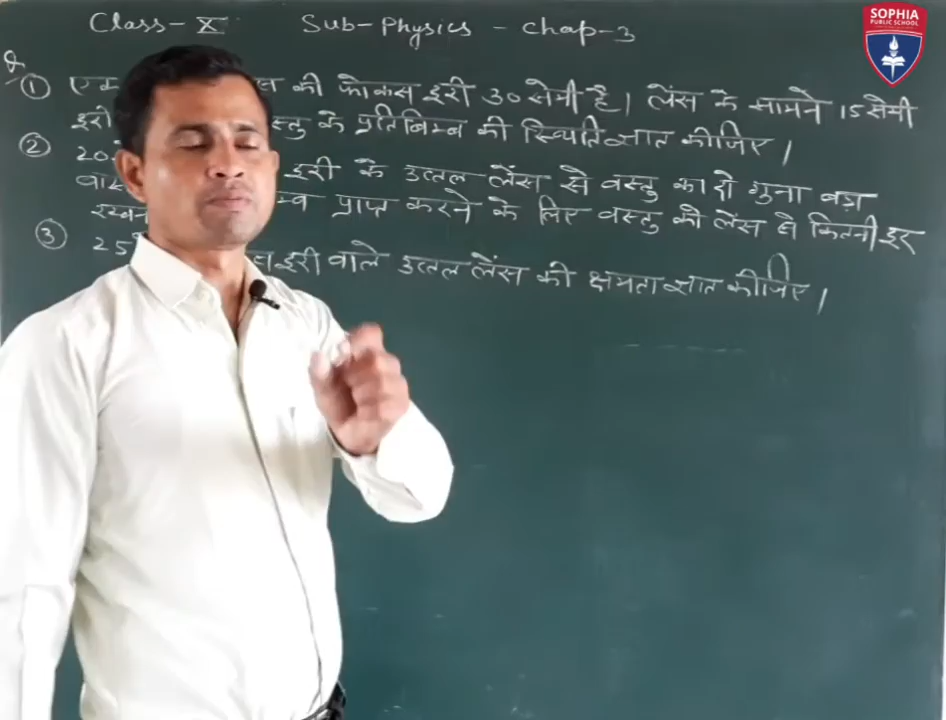 Class - X Sub - Physics - Chap - 3
SOPHIA
PUBLIC SCHOOL
Q
① की फोकस दूरी 30 सेमी है। लेंस के सामने 15 सेमी
दूरी के प्रतिबिम्ब की स्थिति ज्ञात कीजिए।
② 20 दूरी के उत्तल लेंस से वस्तु का दो गुना बड़ा
प्राप्त करने के लिए वस्तु को लेंस से कितनी दूर
③ 25 दूरी वाले उत्तल लेंस की क्षमता ज्ञात कीजिए।